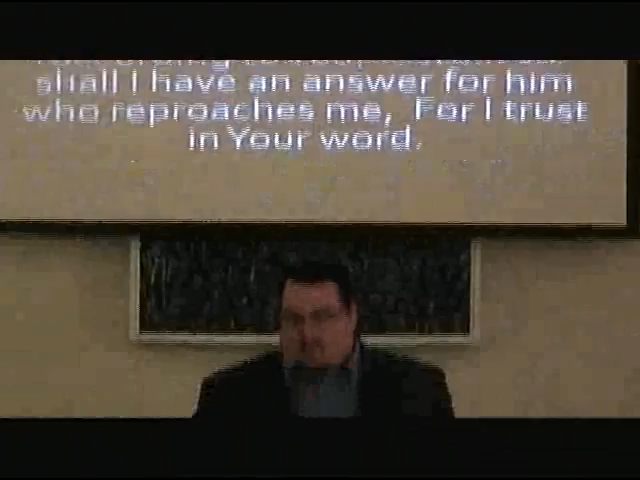 shall I have an answer for him
who reproaches me, For I trust
in Your word.